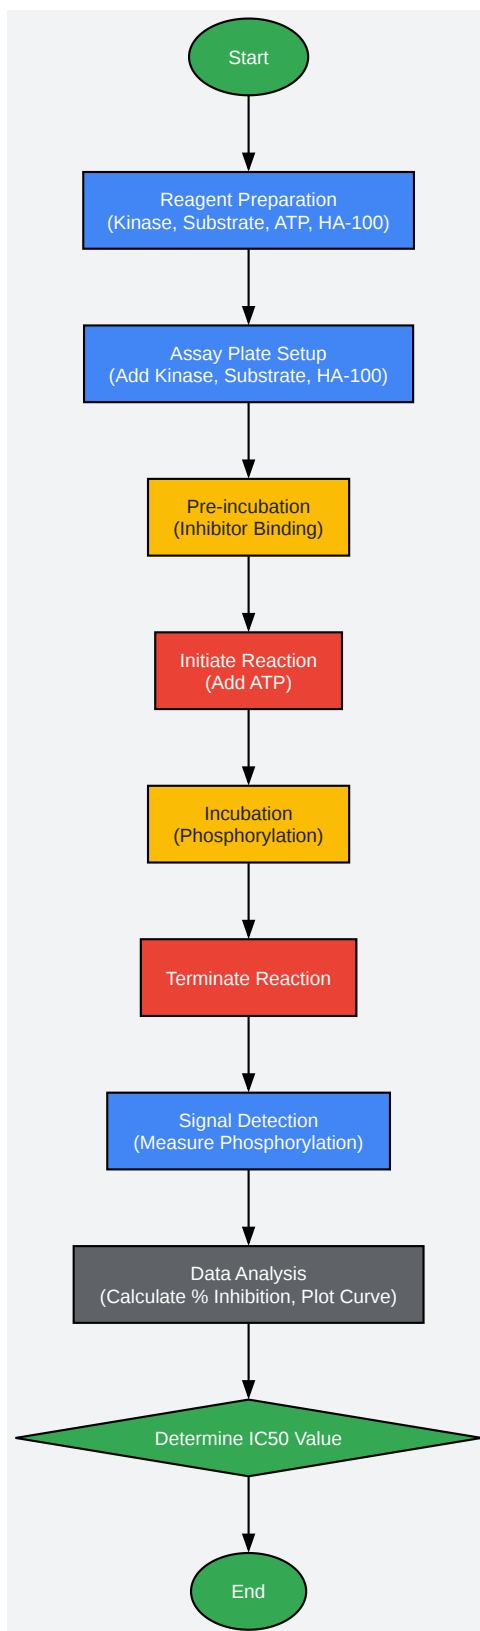 Start
Reagent Preparation
(Kinase, Substrate, ATP, HA-100)
Assay Plate Setup
(Add Kinase, Substrate, HA-100)
Pre-incubation
(Inhibitor Binding)
Initiate Reaction
(Add ATP)
Incubation
(Phosphorylation)
Terminate Reaction
Signal Detection
(Measure Phosphorylation)
Data Analysis
(Calculate % Inhibition, Plot Curve)
Determine IC50 Value
End